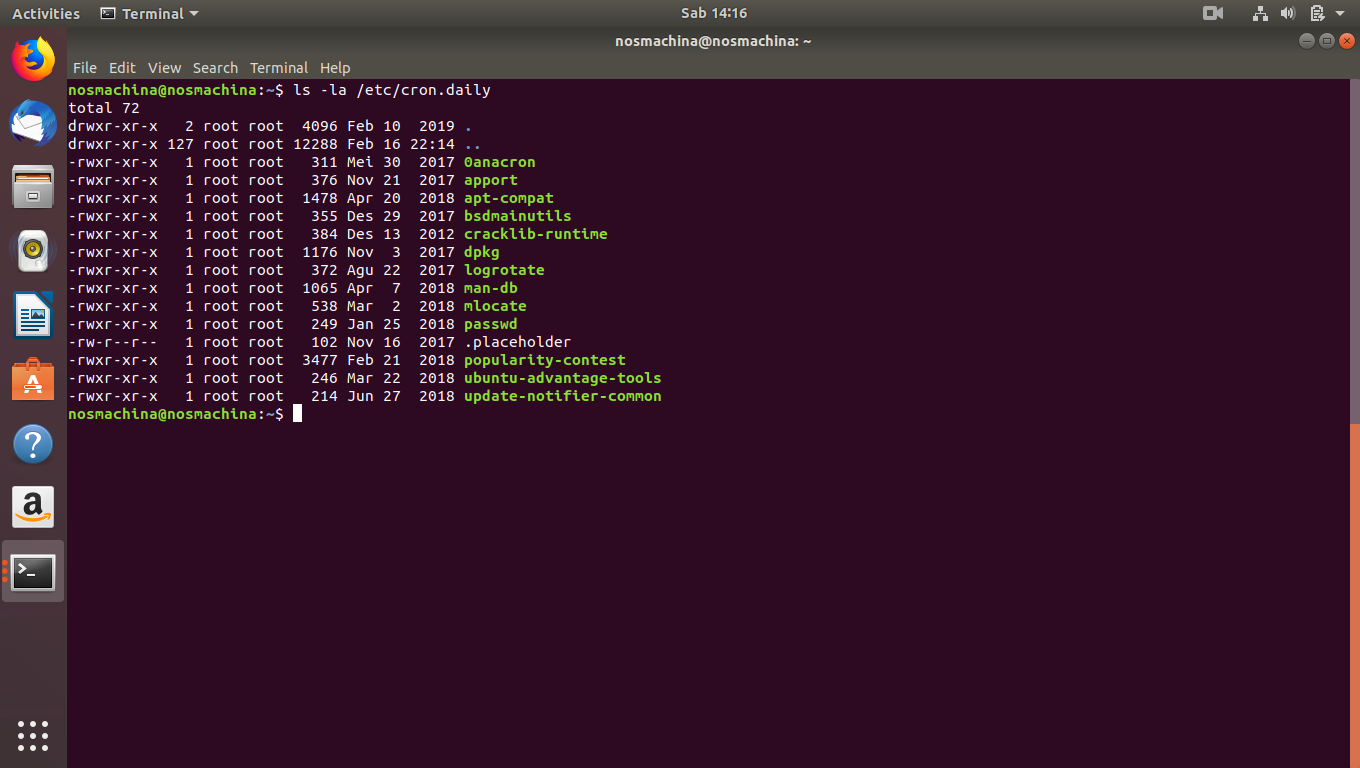 Activities Terminal Sab 14:16
nosmachina@nosmachina: ~
File Edit View Search Terminal Help
nosmachina@nosmachina:~$ ls -la /etc/cron.daily
total 72
drwxr-xr-x   2 root root  4096 Feb 10  2019 .
drwxr-xr-x 127 root root 12288 Feb 16 22:14 ..
-rwxr-xr-x   1 root root   311 Mei 30  2017 0anacron
-rwxr-xr-x   1 root root   376 Nov 21  2017 apport
-rwxr-xr-x   1 root root  1478 Apr 20  2018 apt-compat
-rwxr-xr-x   1 root root   355 Des 29  2017 bsdmainutils
-rwxr-xr-x   1 root root   384 Des 13  2012 cracklib-runtime
-rwxr-xr-x   1 root root  1176 Nov  3  2017 dpkg
-rwxr-xr-x   1 root root   372 Agu 22  2017 logrotate
-rwxr-xr-x   1 root root  1065 Apr  7  2018 man-db
-rwxr-xr-x   1 root root   538 Mar  2  2018 mlocate
-rwxr-xr-x   1 root root   249 Jan 25  2018 passwd
-rw-r--r--   1 root root   102 Nov 16  2017 .placeholder
-rwxr-xr-x   1 root root  3477 Feb 21  2018 popularity-contest
-rwxr-xr-x   1 root root   246 Mar 22  2018 ubuntu-advantage-tools
-rwxr-xr-x   1 root root   214 Jun 27  2018 update-notifier-common
nosmachina@nosmachina:~$